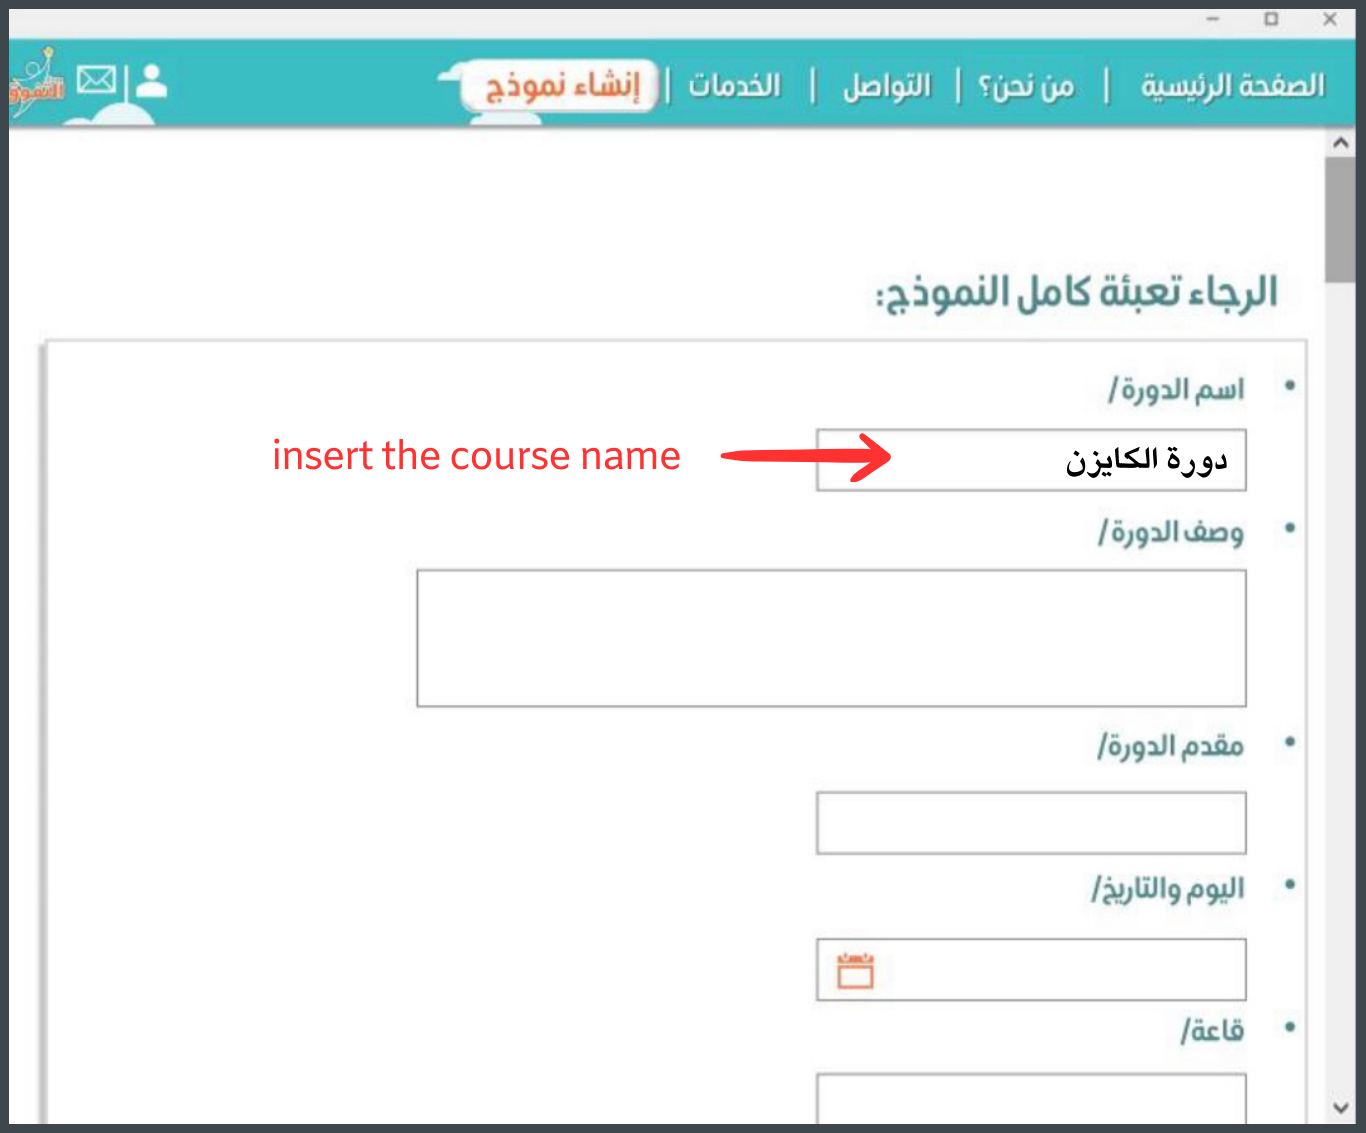 الصفحة الرئيسية | من نحن؟ | التواصل | الخدمات | إنشاء نموذج
التفوق
الرجاء تعبئة كامل النموذج:
• اسم الدورة/
دورة الكايزن
insert the course name
• وصف الدورة/
• مقدم الدورة/
• اليوم والتاريخ/
• قاعة/